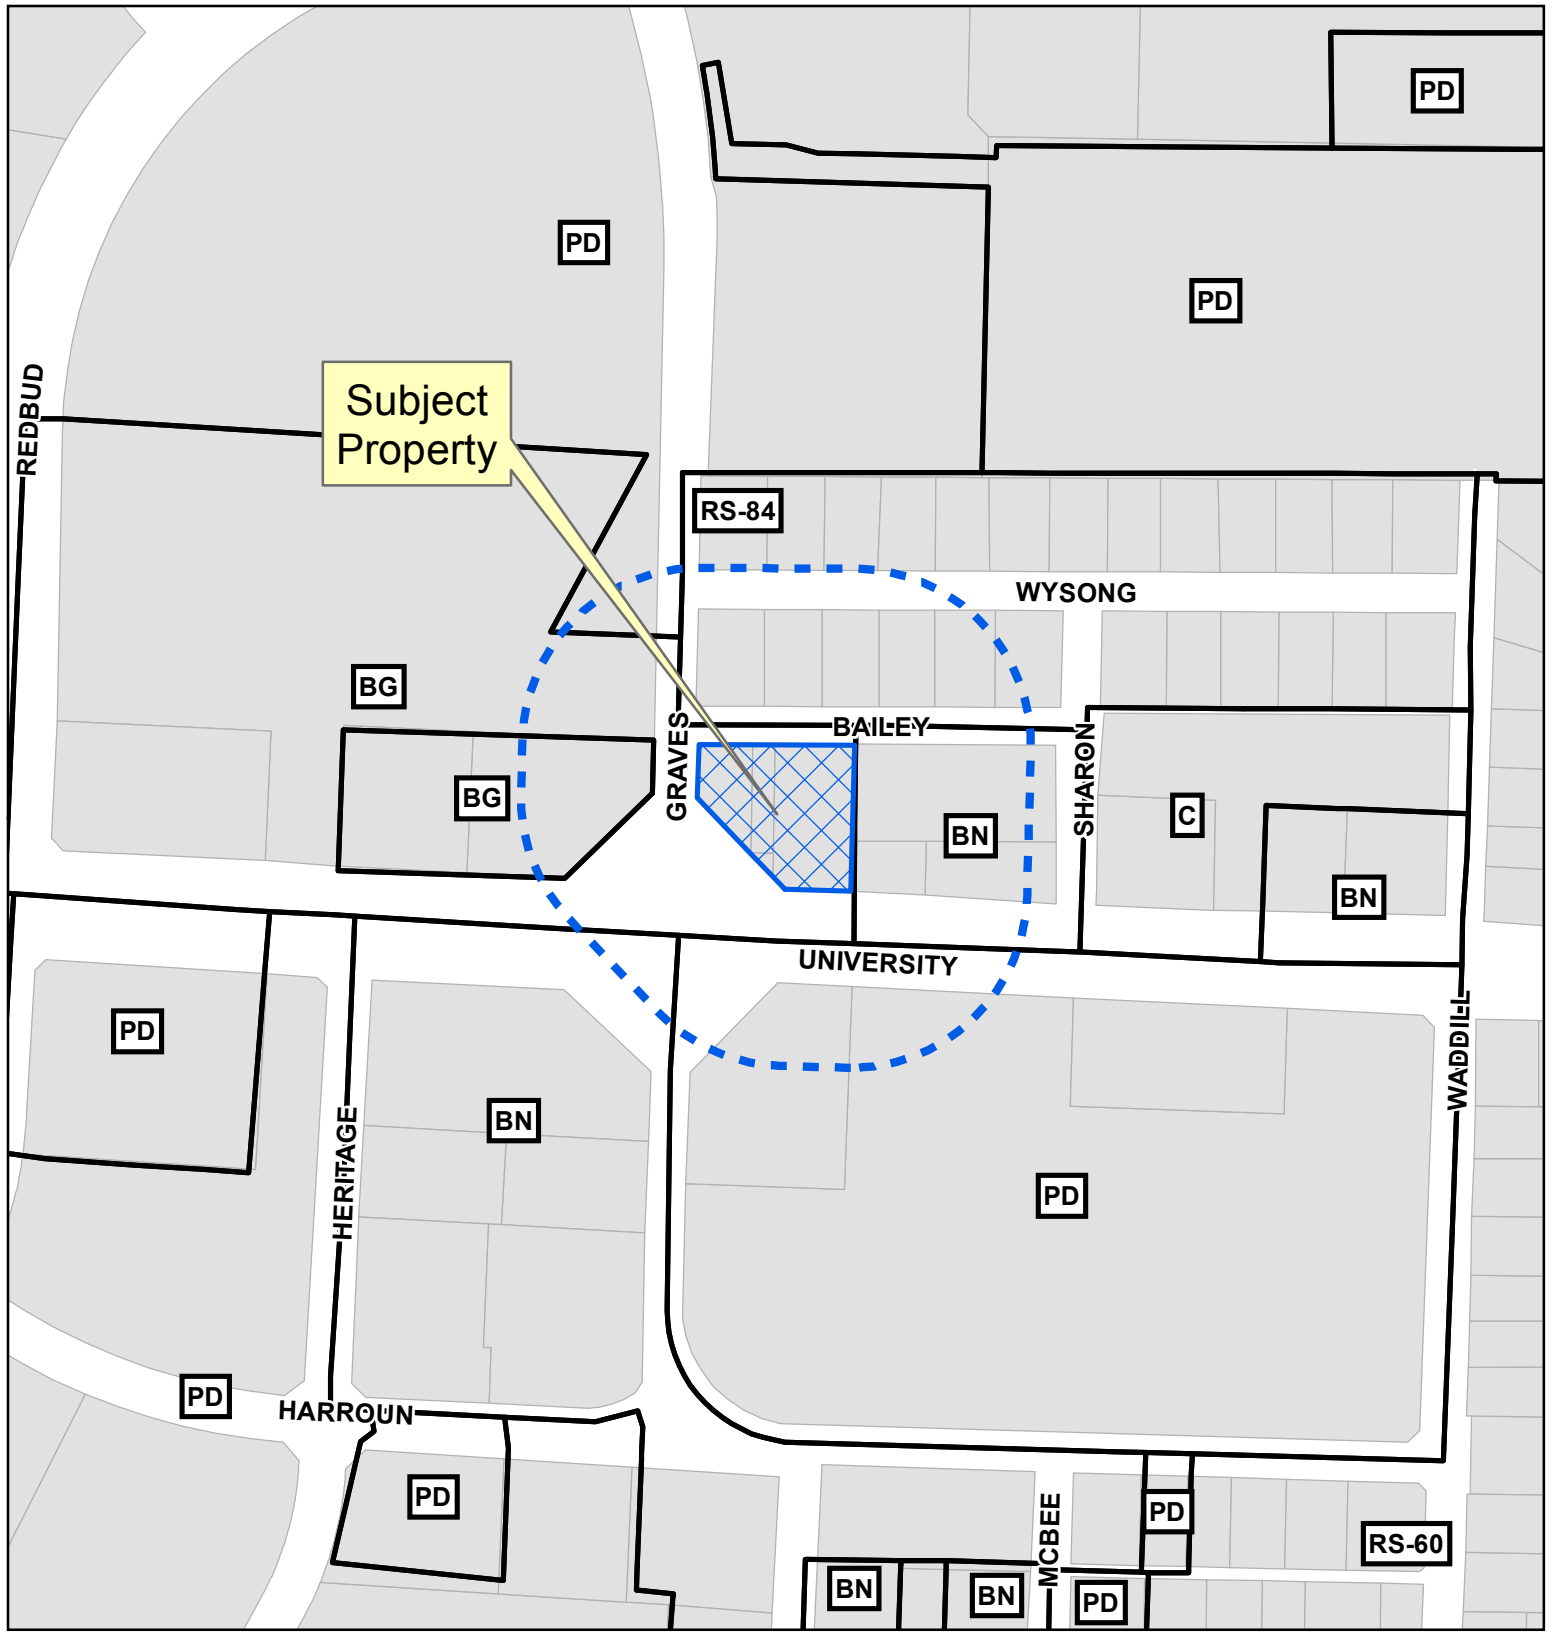 PD
PD
PD
REDBUD
Subject
Property
RS-84
WYSONG
BG
BAILEY
GRAVES
SHARON
BG
C
BN
BN
UNIVERSITY
PD
WADDILL
BN
HERITAGE
PD
PD
HARROUN
PD
MCBEE
PD
RS-60
BN
BN
PD